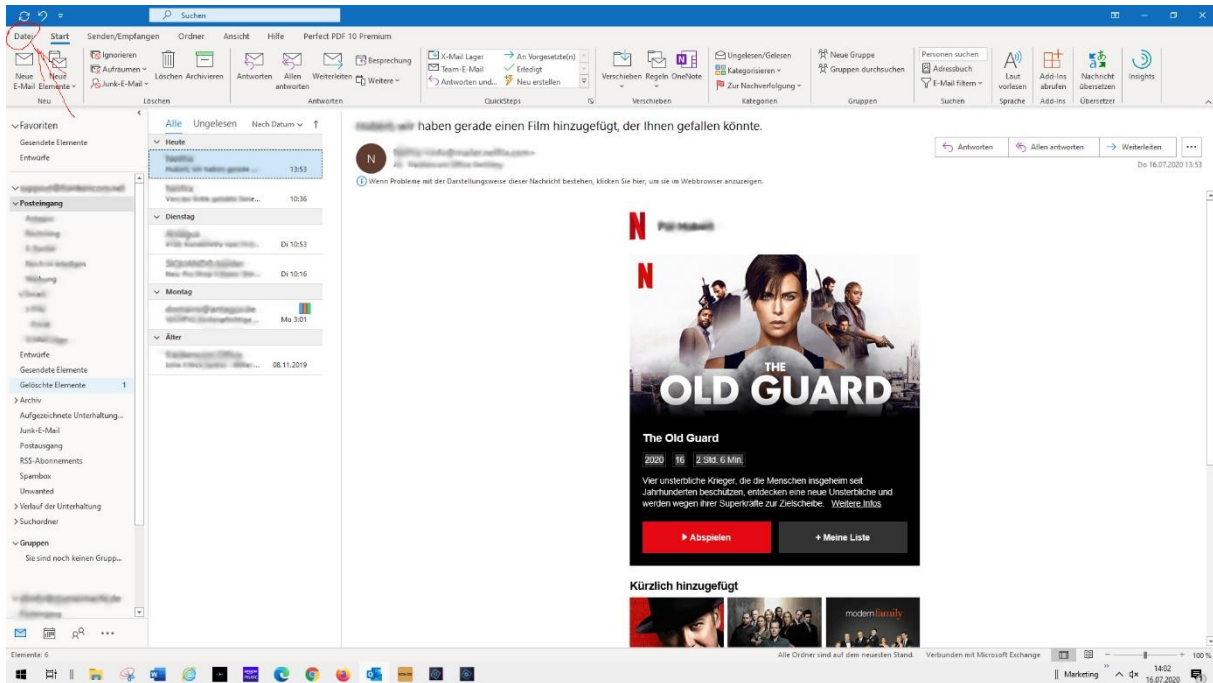 Suchen
Datei Start Senden/Empfangen Ordner Ansicht Hilfe Perfect PDF 10 Premium
Neue E-Mail
Neue Elemente
Ignorieren
Aufräumen
Junk-E-Mail
Löschen Archivieren
Antworten Allen antworten Weiterleiten
Besprechung
Weitere
X-Mail Lager
Team-E-Mail
Antworten und...
An Vorgesetzte(n)
Erledigt
Neu erstellen
Verschieben Regeln OneNote
Ungelesen/Gelesen
Kategorisieren
Zur Nachverfolgung
Neue Gruppe
Gruppen durchsuchen
Personen suchen
Adressbuch
E-Mail filtern
Laut vorlesen
Add-Ins abrufen
Nachricht übersetzen
Insights
Neu Löschen Antworten QuickSteps Verschieben Kategorien Gruppen Suchen Sprache Add-Ins Übersetzer
Favoriten
Gesendete Elemente
Entwürfe
Posteingang
Entwürfe
Gesendete Elemente
Gelöschte Elemente 1
Archiv
Aufgezeichnete Unterhaltung...
Junk-E-Mail
Postausgang
RSS-Abonnements
Spambox
Unwanted
Verlauf der Unterhaltung
Suchordner
Gruppen
Sie sind noch keinen Grupp...
Alle Ungelesen Nach Datum
Heute
13:53
10:36
Dienstag
Di 10:53
Di 10:16
Montag
Mo 3:01
Älter
08.11.2019
haben gerade einen Film hinzugefügt, der Ihnen gefallen könnte.
N
Antworten Allen antworten Weiterleiten
Do 16.07.2020 13:53
Wenn Probleme mit der Darstellungsweise dieser Nachricht bestehen, klicken Sie hier, um sie im Webbrowser anzuzeigen.
N
N
THE
OLD GUARD
The Old Guard
2020 16 2 Std. 6 Min.
Vier unsterbliche Krieger, die die Menschen insgeheim seit
Jahrhunderten beschützen, entdecken eine neue Unsterbliche und
werden wegen ihrer Superkräfte zur Zielscheibe. Weitere Infos
Abspielen + Meine Liste
Kürzlich hinzugefügt
modern family
Elemente: 6
Alle Ordner sind auf dem neuesten Stand. Verbunden mit Microsoft Exchange 100 %
Marketing
14:02
16.07.2020